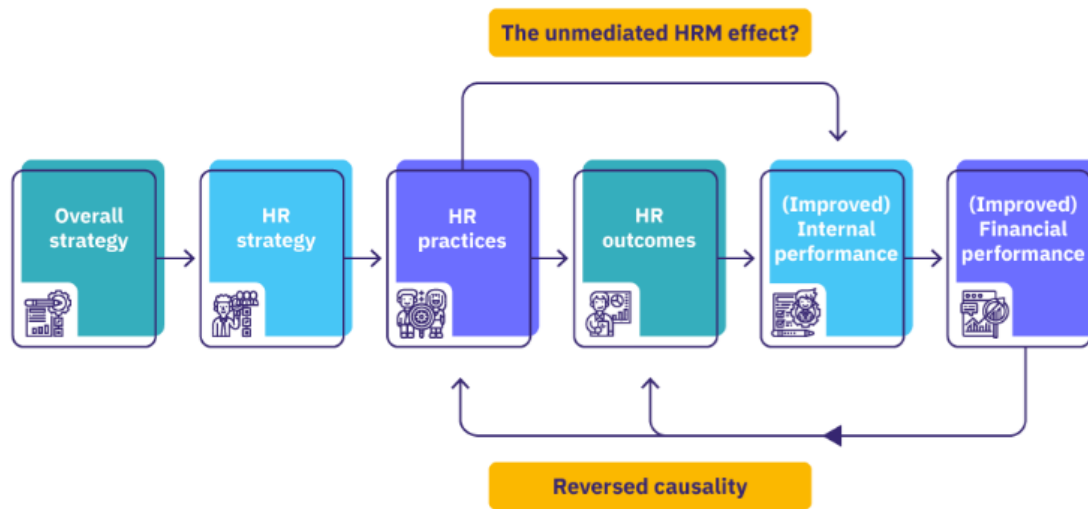 The unmediated HRM effect?
Overall
strategy
HR
strategy
HR
practices
HR
outcomes
(Improved)
Internal
performance
(Improved)
Financial
performance
Reversed causality